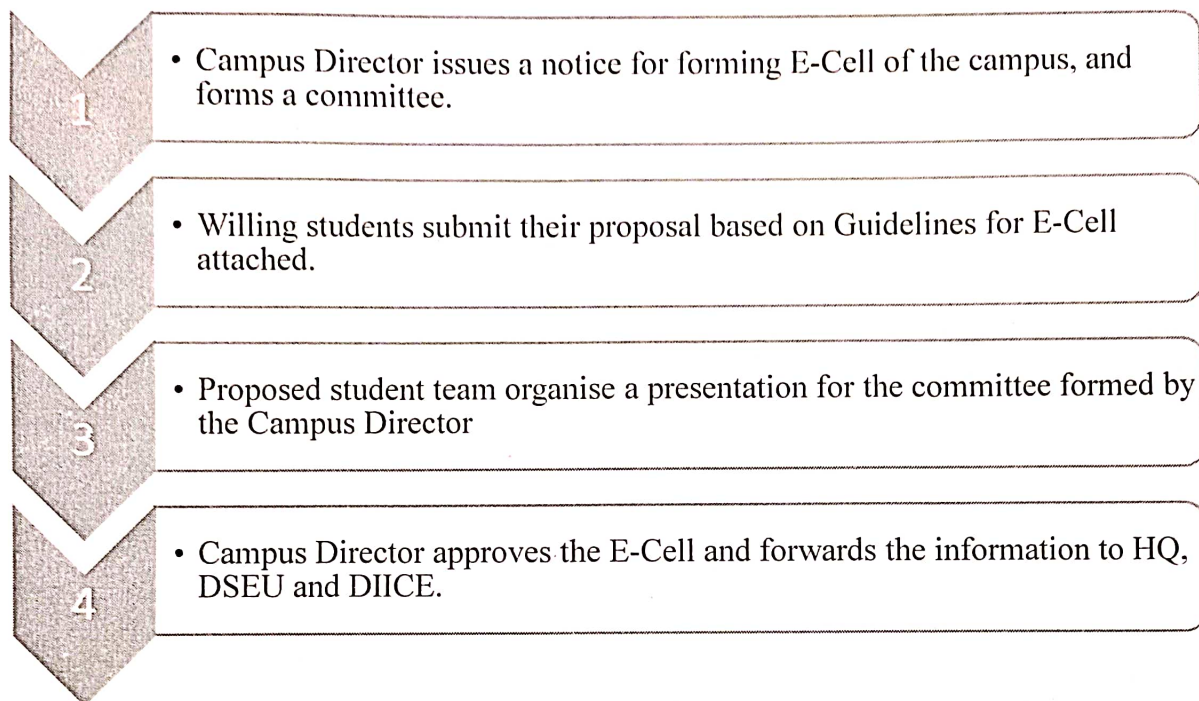 1
• Campus Director issues a notice for forming E-Cell of the campus, and
forms a committee.
2
• Willing students submit their proposal based on Guidelines for E-Cell
attached.
3
• Proposed student team organise a presentation for the committee formed by
the Campus Director
4
• Campus Director approves the E-Cell and forwards the information to HQ,
DSEU and DIICE.